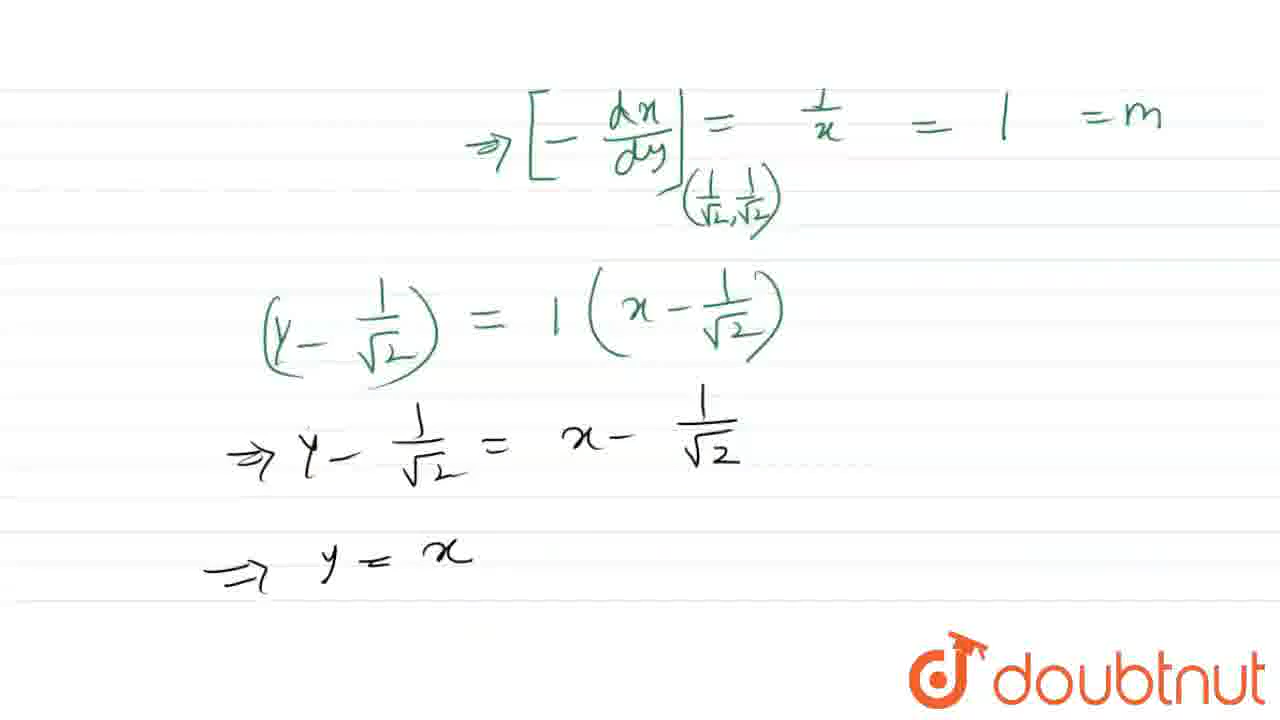 ⇒ [- dx/dy] = 1/x = 1 = m
(1/√2, 1/√2)
(y - 1/√2) = 1 (x - 1/√2)
⇒ y - 1/√2 = x - 1/√2
⇒ y = x
doubtnut